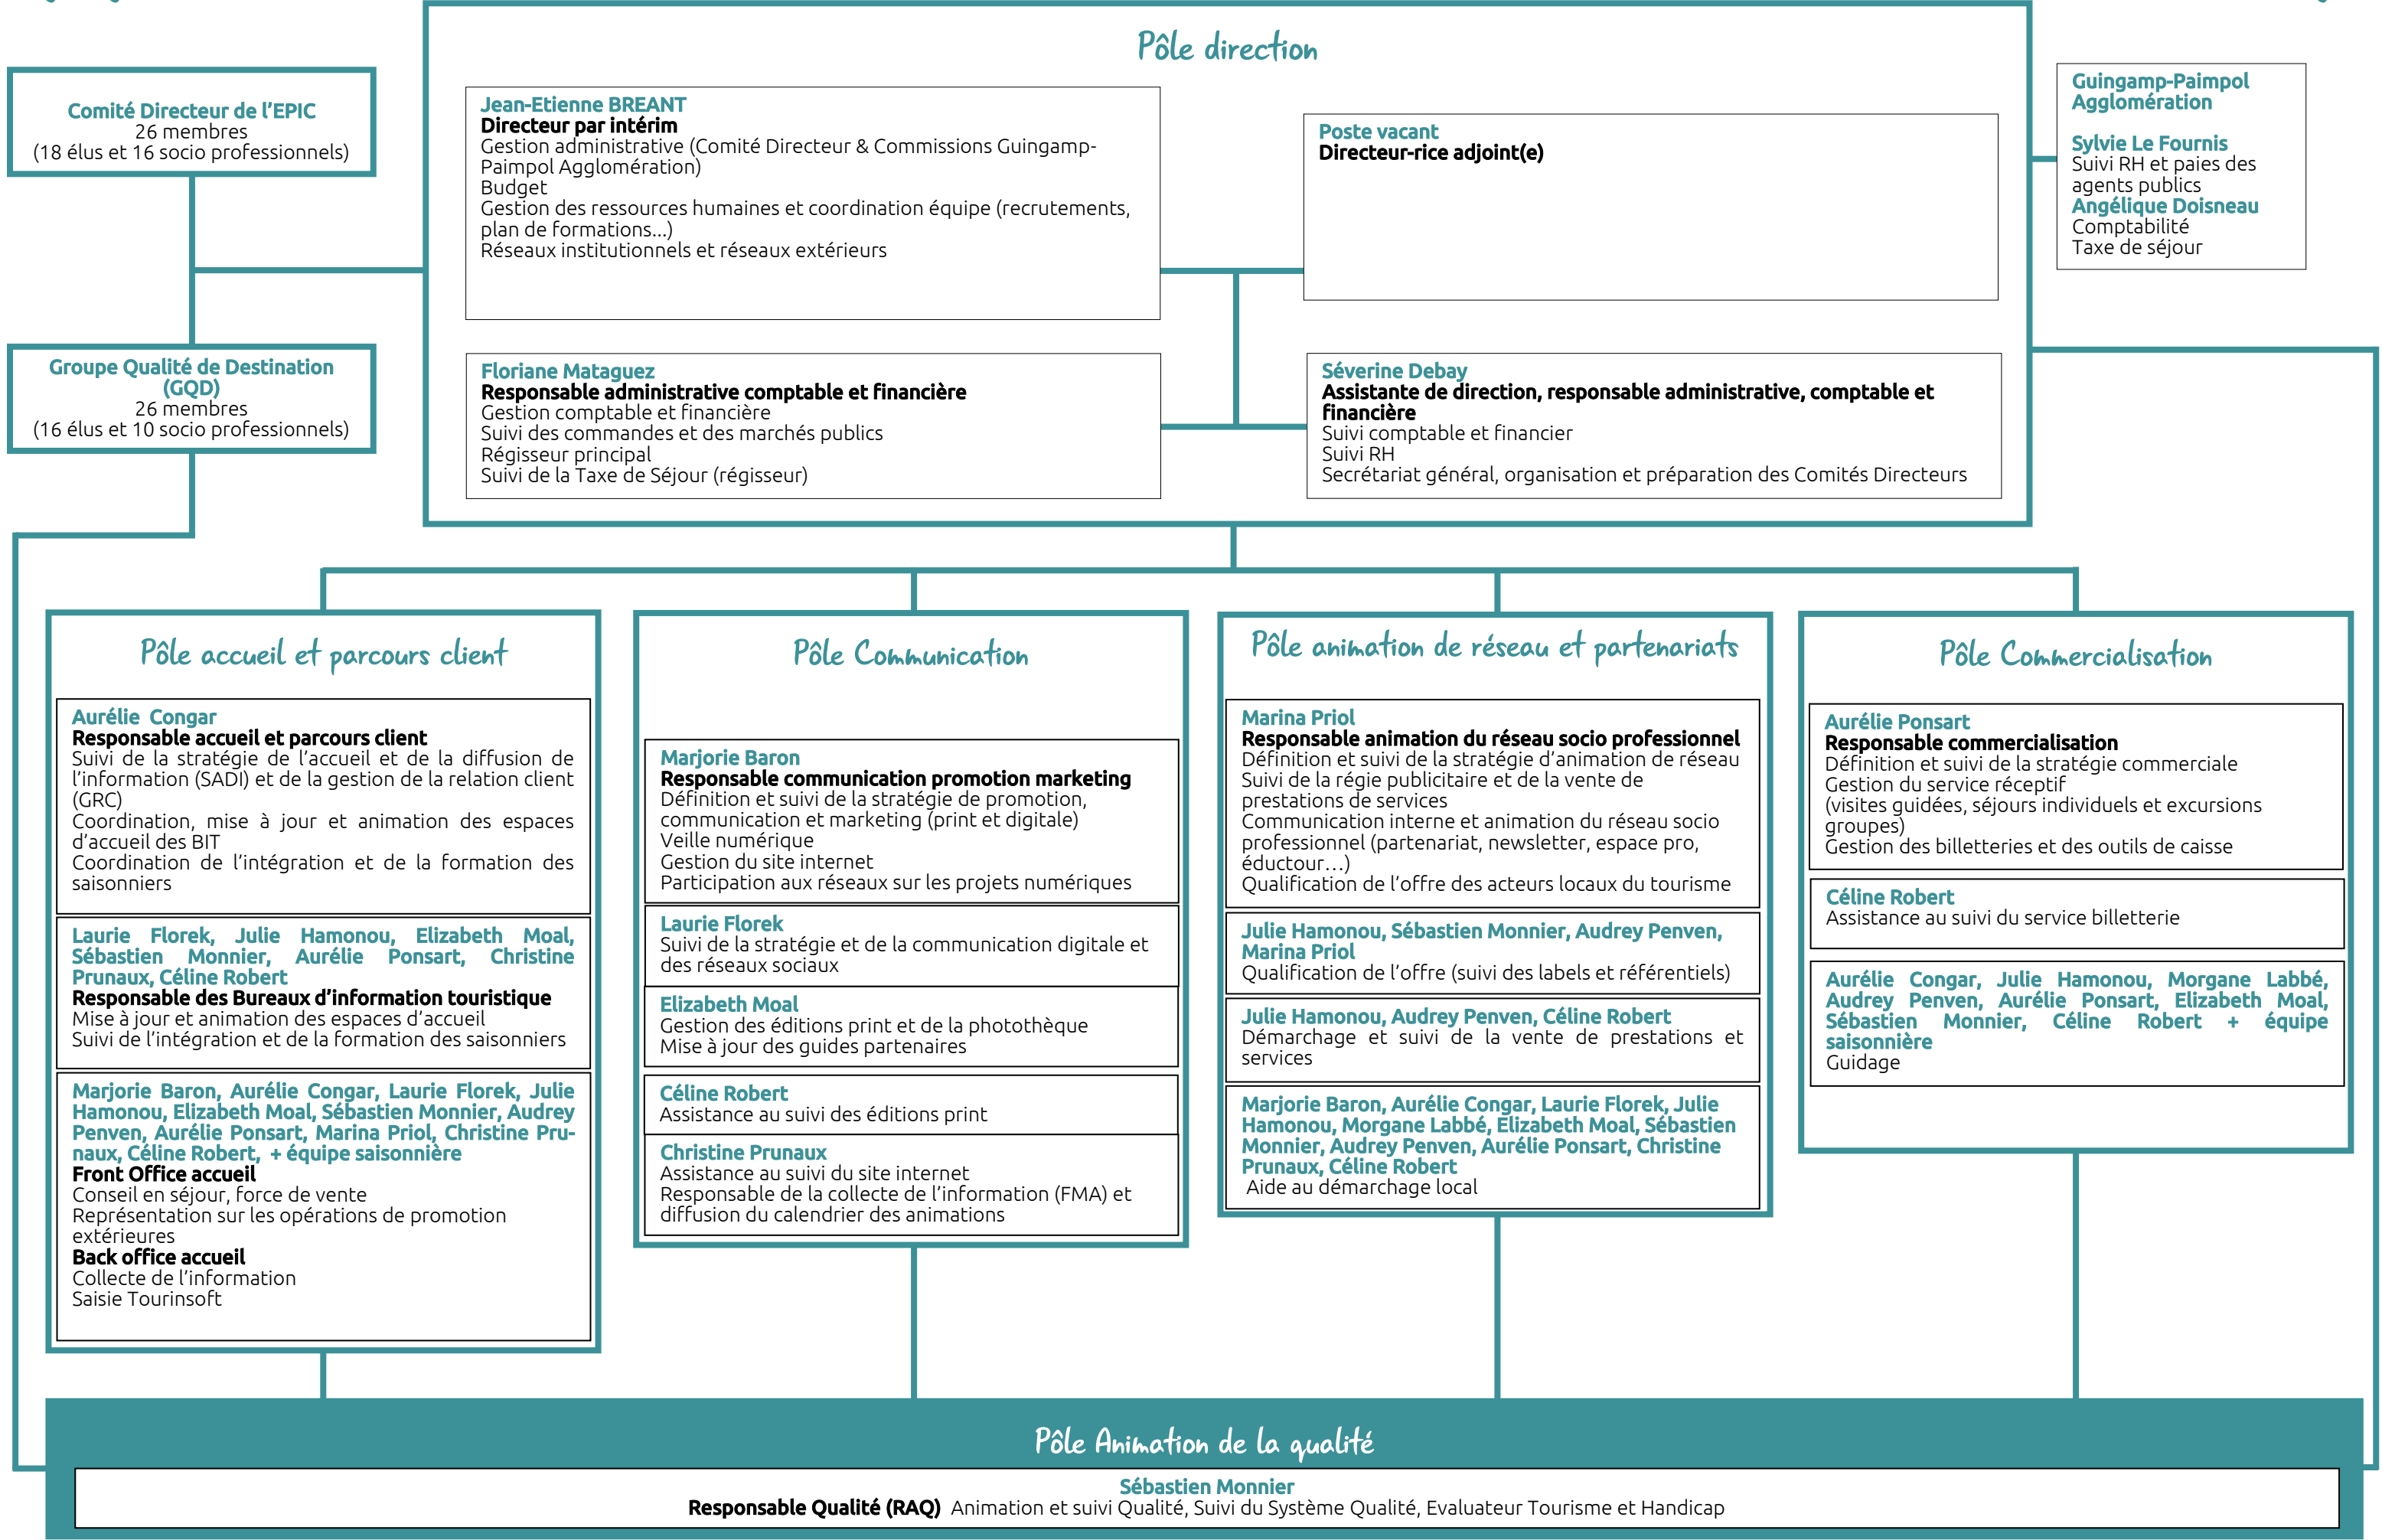 Pôle direction
Comité Directeur de l’EPIC
26 membres
(18 élus et 16 socio professionnels)
Groupe Qualité de Destination
(GQD)
26 membres
(16 élus et 10 socio professionnels)
Jean-Etienne BREANT
Directeur par intérim
Gestion administrative (Comité Directeur & Commissions Guingamp-
Paimpol Agglomération)
Budget
Gestion des ressources humaines et coordination équipe (recrutements,
plan de formations...)
Réseaux institutionnels et réseaux extérieurs
Poste vacant
Directeur-rice adjoint(e)
Guingamp-Paimpol
Agglomération
Sylvie Le Fournis
Suivi RH et paies des
agents publics
Angélique Doisneau
Comptabilité
Taxe de séjour
Floriane Mataguez
Responsable administrative comptable et financière
Gestion comptable et financière
Suivi des commandes et des marchés publics
Régisseur principal
Suivi de la Taxe de Séjour (régisseur)
Séverine Debay
Assistante de direction, responsable administrative, comptable et
financière
Suivi comptable et financier
Suivi RH
Secrétariat général, organisation et préparation des Comités Directeurs
Pôle accueil et parcours client
Aurélie Congar
Responsable accueil et parcours client
Suivi de la stratégie de l’accueil et de la diffusion de
l’information (SADI) et de la gestion de la relation client
(GRC)
Coordination, mise à jour et animation des espaces
d’accueil des BIT
Coordination de l’intégration et de la formation des
saisonniers
Laurie Florek, Julie Hamonou, Elizabeth Moal,
Sébastien Monnier, Aurélie Ponsart, Christine
Prunaux, Céline Robert
Responsable des Bureaux d’information touristique
Mise à jour et animation des espaces d’accueil
Suivi de l’intégration et de la formation des saisonniers
Marjorie Baron, Aurélie Congar, Laurie Florek, Julie
Hamonou, Elizabeth Moal, Sébastien Monnier, Audrey
Penven, Aurélie Ponsart, Marina Priol, Christine Pru-
naux, Céline Robert, + équipe saisonnière
Front Office accueil
Conseil en séjour, force de vente
Représentation sur les opérations de promotion
extérieures
Back office accueil
Collecte de l’information
Saisie Tourinsoft
Pôle Communication
Marjorie Baron
Responsable communication promotion marketing
Définition et suivi de la stratégie de promotion,
communication et marketing (print et digitale)
Veille numérique
Gestion du site internet
Participation aux réseaux sur les projets numériques
Laurie Florek
Suivi de la stratégie et de la communication digitale et
des réseaux sociaux
Elizabeth Moal
Gestion des éditions print et de la photothèque
Mise à jour des guides partenaires
Céline Robert
Assistance au suivi des éditions print
Christine Prunaux
Assistance au suivi du site internet
Responsable de la collecte de l’information (FMA) et
diffusion du calendrier des animations
Pôle animation de réseau et partenariats
Marina Priol
Responsable animation du réseau socio professionnel
Définition et suivi de la stratégie d’animation de réseau
Suivi de la régie publicitaire et de la vente de
prestations de services
Communication interne et animation du réseau socio
professionnel (partenariat, newsletter, espace pro,
éductour…)
Qualification de l’offre des acteurs locaux du tourisme
Julie Hamonou, Sébastien Monnier, Audrey Penven,
Marina Priol
Qualification de l’offre (suivi des labels et référentiels)
Julie Hamonou, Audrey Penven, Céline Robert
Démarchage et suivi de la vente de prestations et
services
Marjorie Baron, Aurélie Congar, Laurie Florek, Julie
Hamonou, Morgane Labbé, Elizabeth Moal, Sébastien
Monnier, Audrey Penven, Aurélie Ponsart, Christine
Prunaux, Céline Robert
Aide au démarchage local
Pôle Commercialisation
Aurélie Ponsart
Responsable commercialisation
Définition et suivi de la stratégie commerciale
Gestion du service réceptif
(visites guidées, séjours individuels et excursions
groupes)
Gestion des billetteries et des outils de caisse
Céline Robert
Assistance au suivi du service billetterie
Aurélie Congar, Julie Hamonou, Morgane Labbé,
Audrey Penven, Aurélie Ponsart, Elizabeth Moal,
Sébastien Monnier, Céline Robert + équipe
saisonnière
Guidage
Pôle Animation de la qualité
Sébastien Monnier
Responsable Qualité (RAQ) Animation et suivi Qualité, Suivi du Système Qualité, Evaluateur Tourisme et Handicap